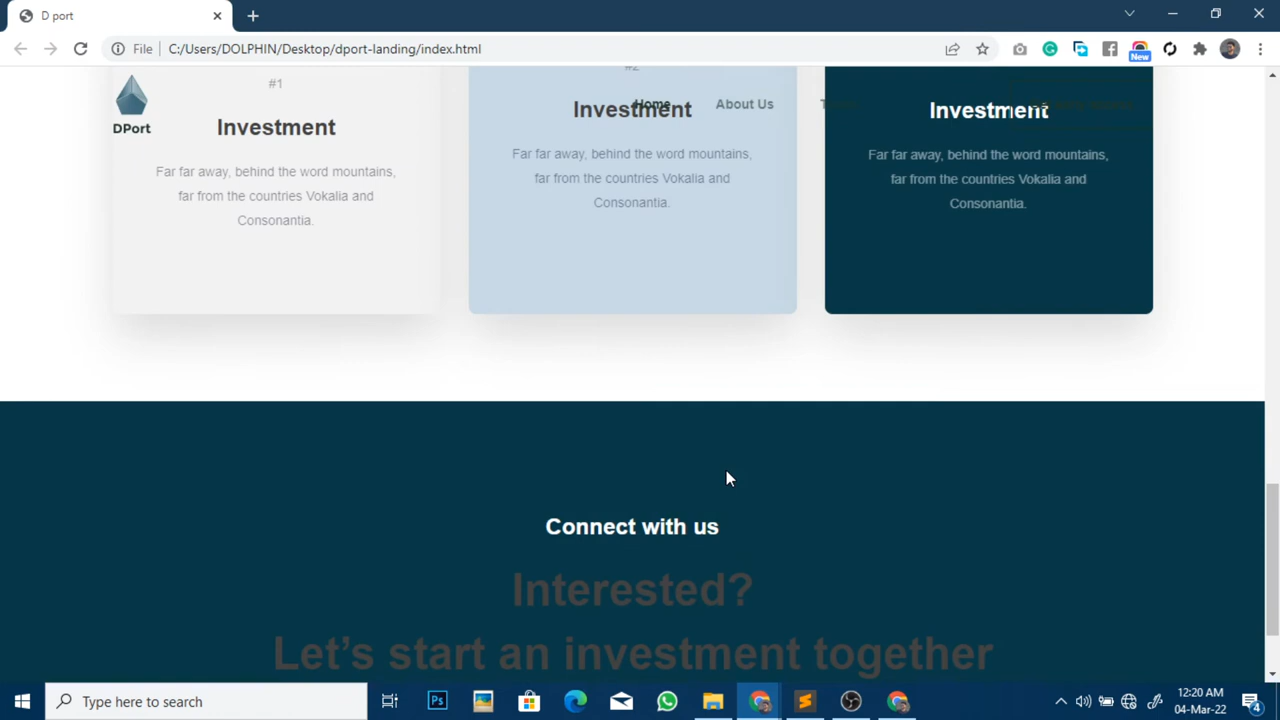 D port
File
C:/Users/DOLPHIN/Desktop/dport-landing/index.html
New
DPort
Home
About Us
#1
Investment
Far far away, behind the word mountains,
far from the countries Vokalia and
Consonantia.
#2
Investment
Far far away, behind the word mountains,
far from the countries Vokalia and
Consonantia.
Investment
Far far away, behind the word mountains,
far from the countries Vokalia and
Consonantia.
Connect with us
Interested?
Let’s start an investment together
Type here to search
Ps
12:20 AM
04-Mar-22
4